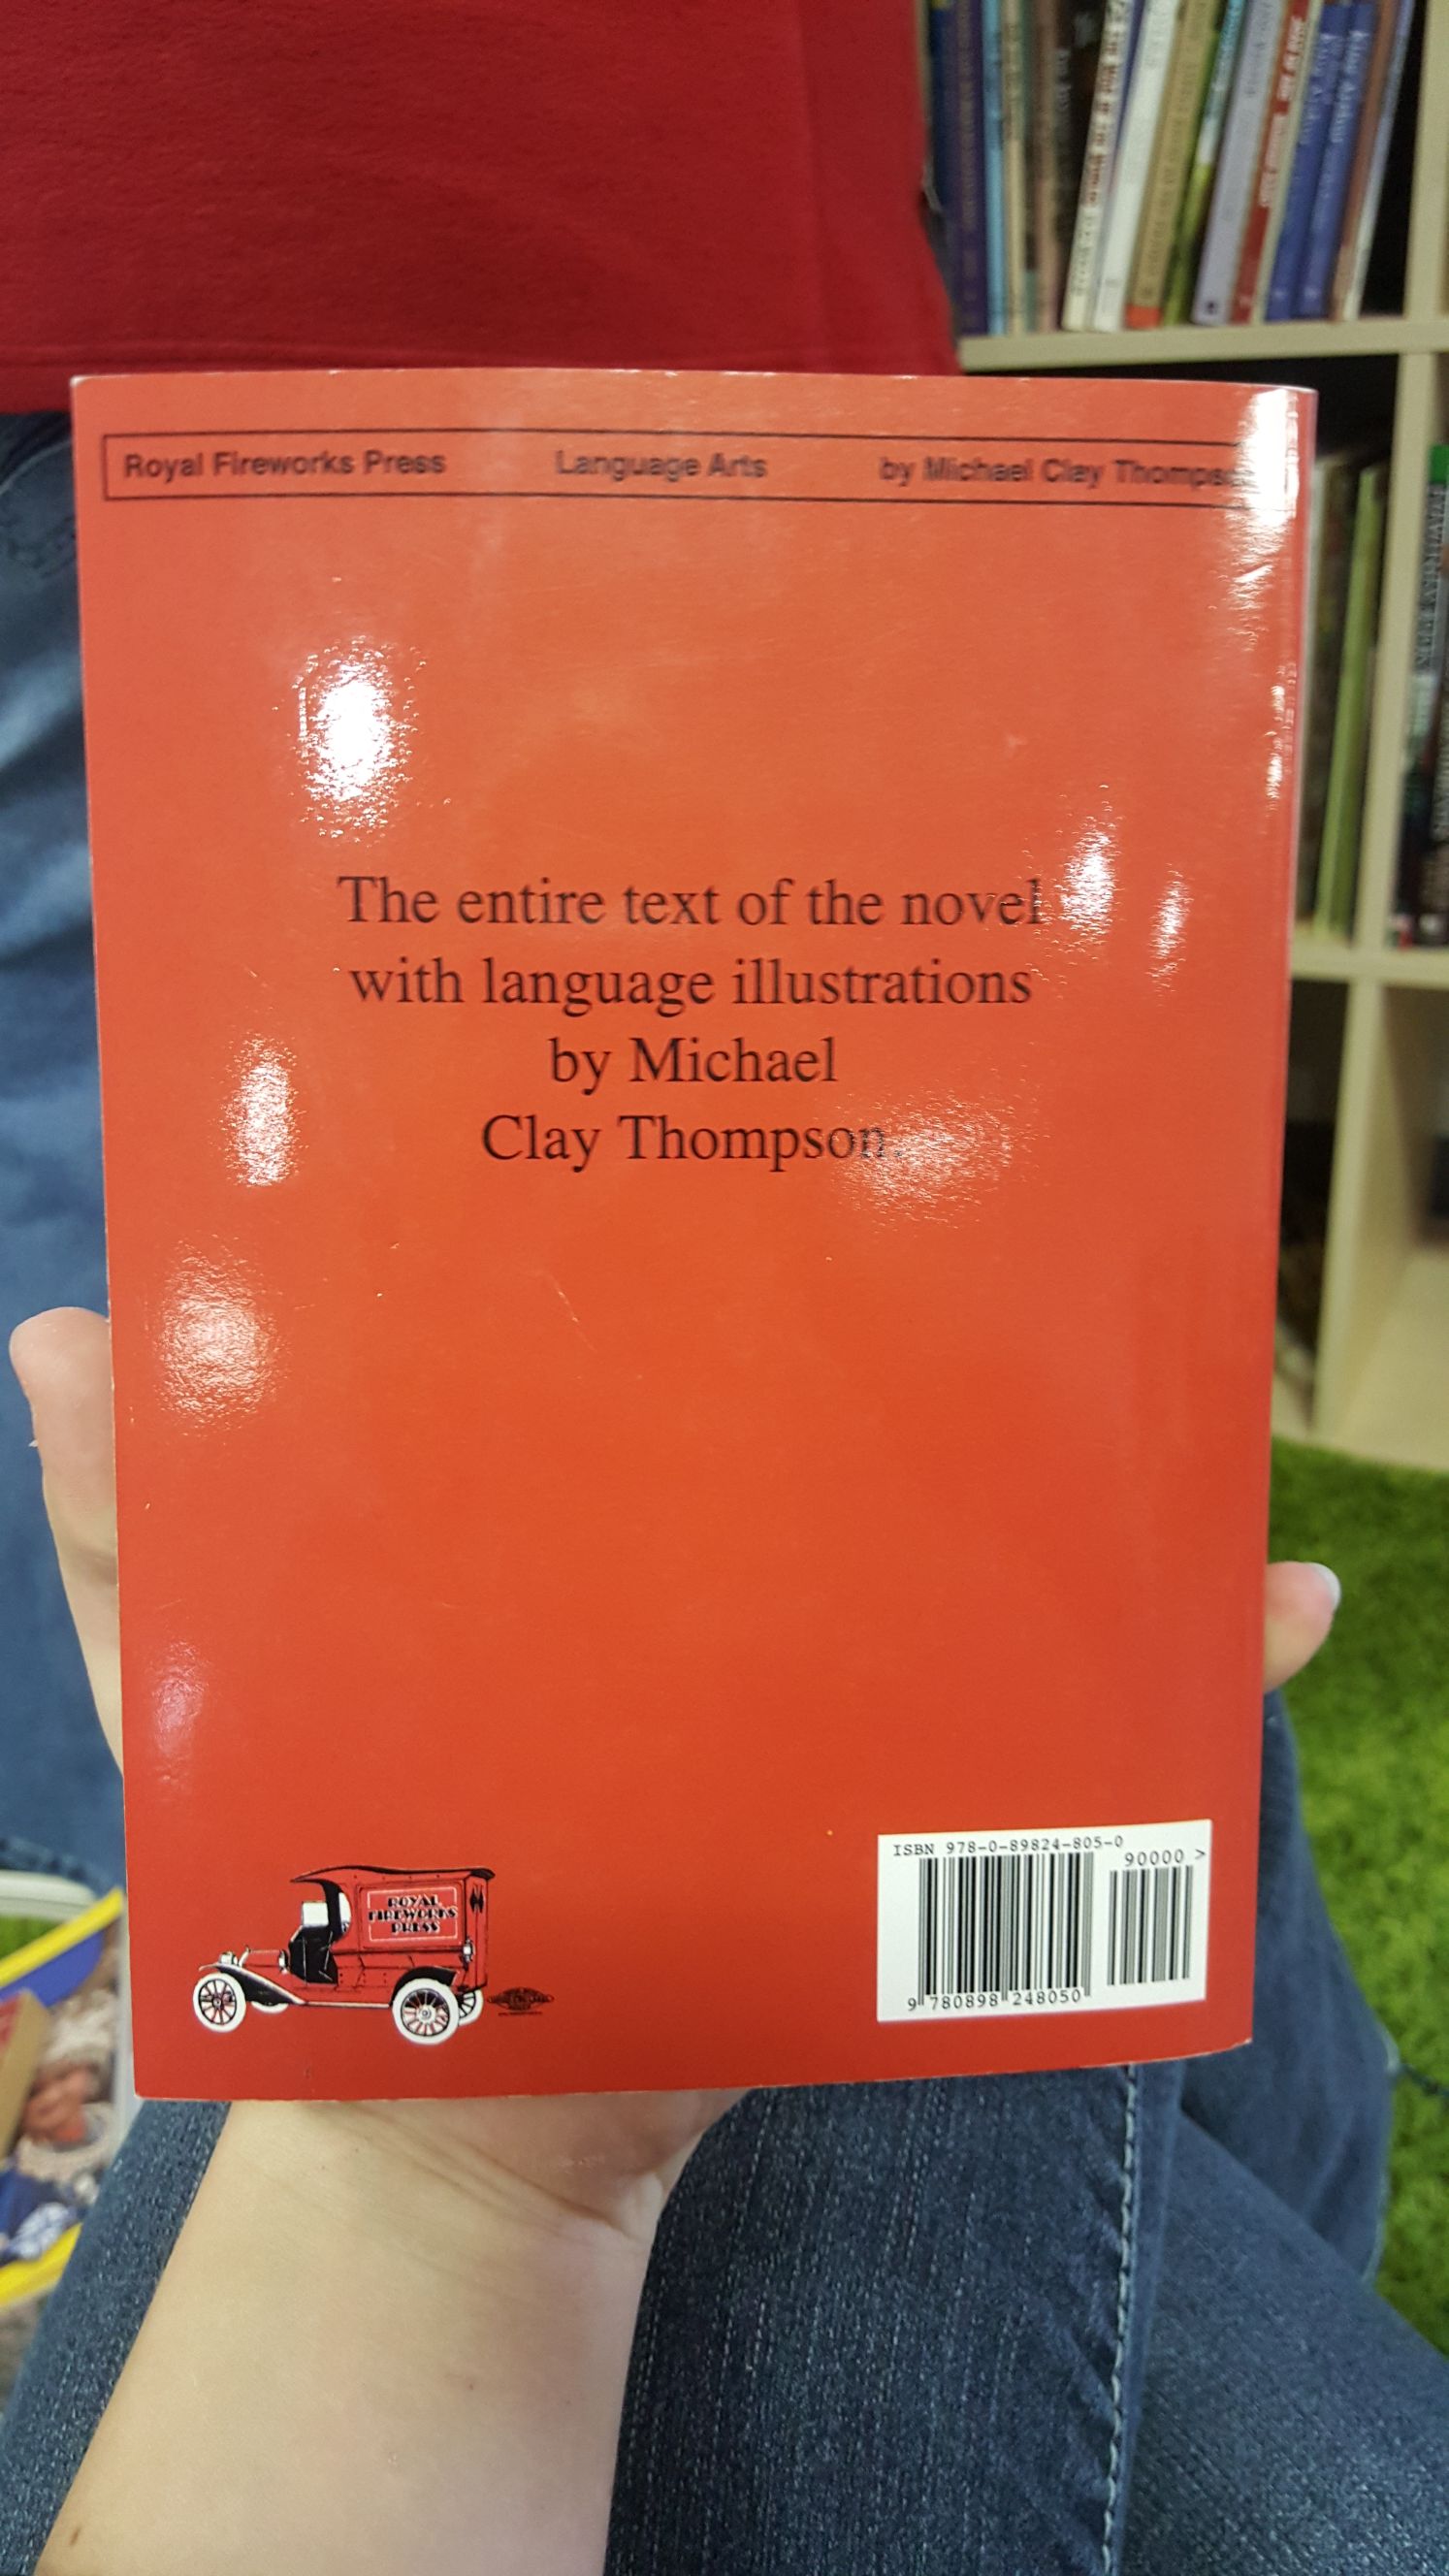 Royal Fireworks Press Language Arts by Michael Clay
The entire text of the novel
with language illustrations
by Michael
Clay Thompson.
ROYAL
FIREWORKS
PRESS
ISBN 978-0-89824-805-0
90000 >
9 780898 248050